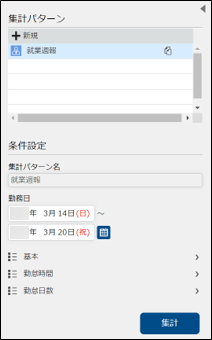 集計パターン
新規
就業週報
条件設定
集計パターン名
就業週報
勤務日
年 3月 14日(日) ～
年 3月 20日(祝)
基本
勤怠時間
勤怠日数
集計